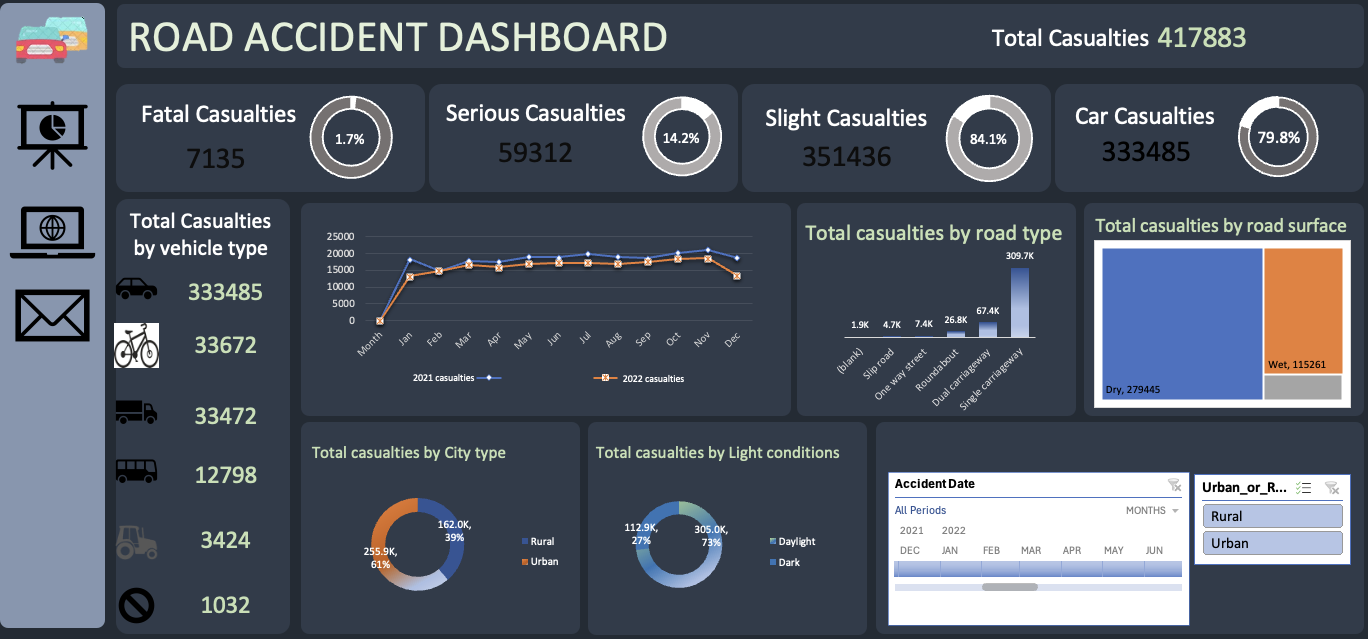 ROAD ACCIDENT DASHBOARD
Total Casualties 417883
Fatal Casualties
7135
1.7%
Serious Casualties
59312
14.2%
Slight Casualties
351436
84.1%
Car Casualties
333485
79.8%
Total Casualties
by vehicle type
333485
33672
33472
12798
3424
1032
25000
20000
15000
10000
5000
0
Month
Jan
Feb
Mar
Apr
May
Jun
Jul
Aug
Sep
Oct
Nov
Dec
2021 casualties
2022 casualties
Total casualties by road type
1.9K
4.7K
7.4K
26.8K
67.4K
309.7K
(blank)
Slip road
One way street
Roundabout
Dual carriageway
Single carriageway
Total casualties by road surface
Dry, 279445
Wet, 115261
Total casualties by City type
162.0K,
39%
255.9K,
61%
Rural
Urban
Total casualties by Light conditions
112.9K,
27%
305.0K,
73%
Daylight
Dark
Accident Date
All Periods
MONTHS
2021 2022
DEC JAN FEB MAR APR MAY JUN
Urban_or_R...
Rural
Urban